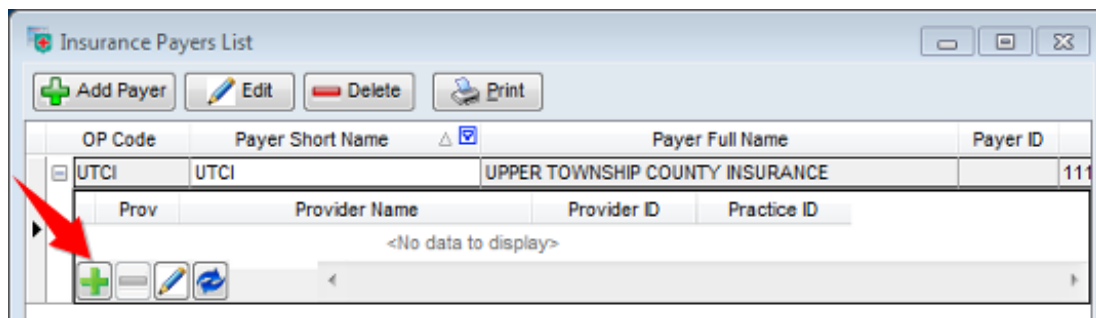 Insurance Payers List
Add Payer Edit Delete Print
OP Code Payer Short Name Payer Full Name Payer ID
UTCI UTCI UPPER TOWNSHIP COUNTY INSURANCE 111
Prov Provider Name Provider ID Practice ID
<No data to display>